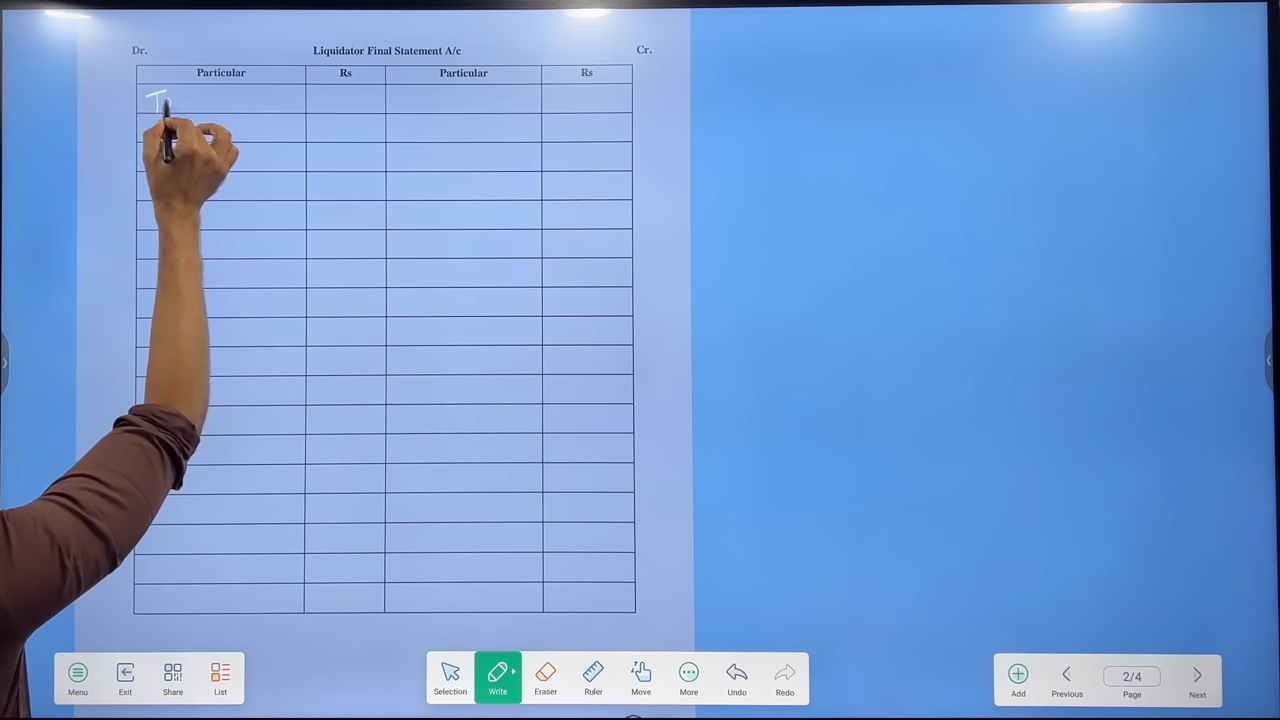 Dr. Liquidator Final Statement A/c Cr.
Particular Rs Particular Rs
Menu Exit Share List Selection Write Eraser Ruler Move More Undo Redo Add Previous 2/4 Page Next